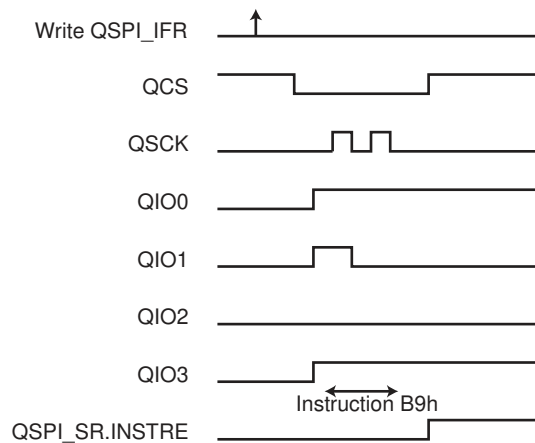 Write QSPI_IFR
QCS
QSCK
QIO0
QIO1
QIO2
QIO3
Instruction B9h
QSPI_SR.INSTRE